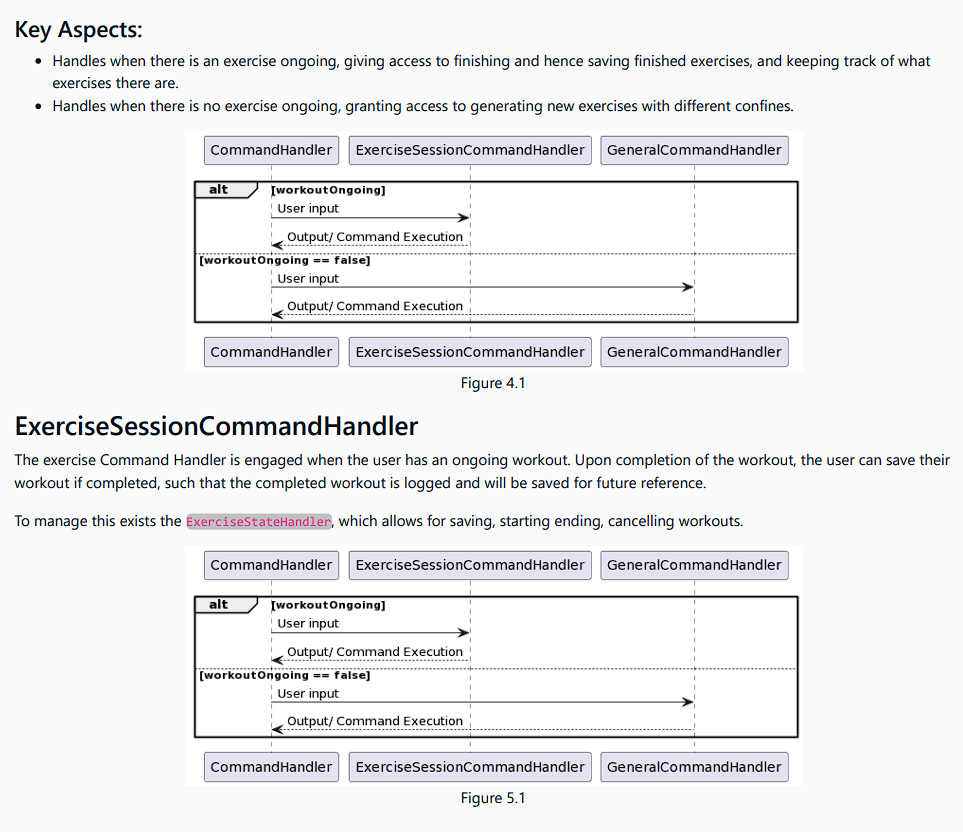 Key Aspects:
Handles when there is an exercise ongoing, giving access to finishing and hence saving finished exercises, and keeping track of what
exercises there are.
Handles when there is no exercise ongoing, granting access to generating new exercises with different confines.
CommandHandler ExerciseSessionCommandHandler GeneralCommandHandler
alt [workoutOngoing]
User input
Output/ Command Execution
[workoutOngoing == false]
User input
Output/ Command Execution
CommandHandler ExerciseSessionCommandHandler GeneralCommandHandler
Figure 4.1
ExerciseSessionCommandHandler
The exercise Command Handler is engaged when the user has an ongoing workout. Upon completion of the workout, the user can save their
workout if completed, such that the completed workout is logged and will be saved for future reference.
To manage this exists the ExerciseStateHandler, which allows for saving, starting ending, cancelling workouts.
CommandHandler ExerciseSessionCommandHandler GeneralCommandHandler
alt [workoutOngoing]
User input
Output/ Command Execution
[workoutOngoing == false]
User input
Output/ Command Execution
CommandHandler ExerciseSessionCommandHandler GeneralCommandHandler
Figure 5.1